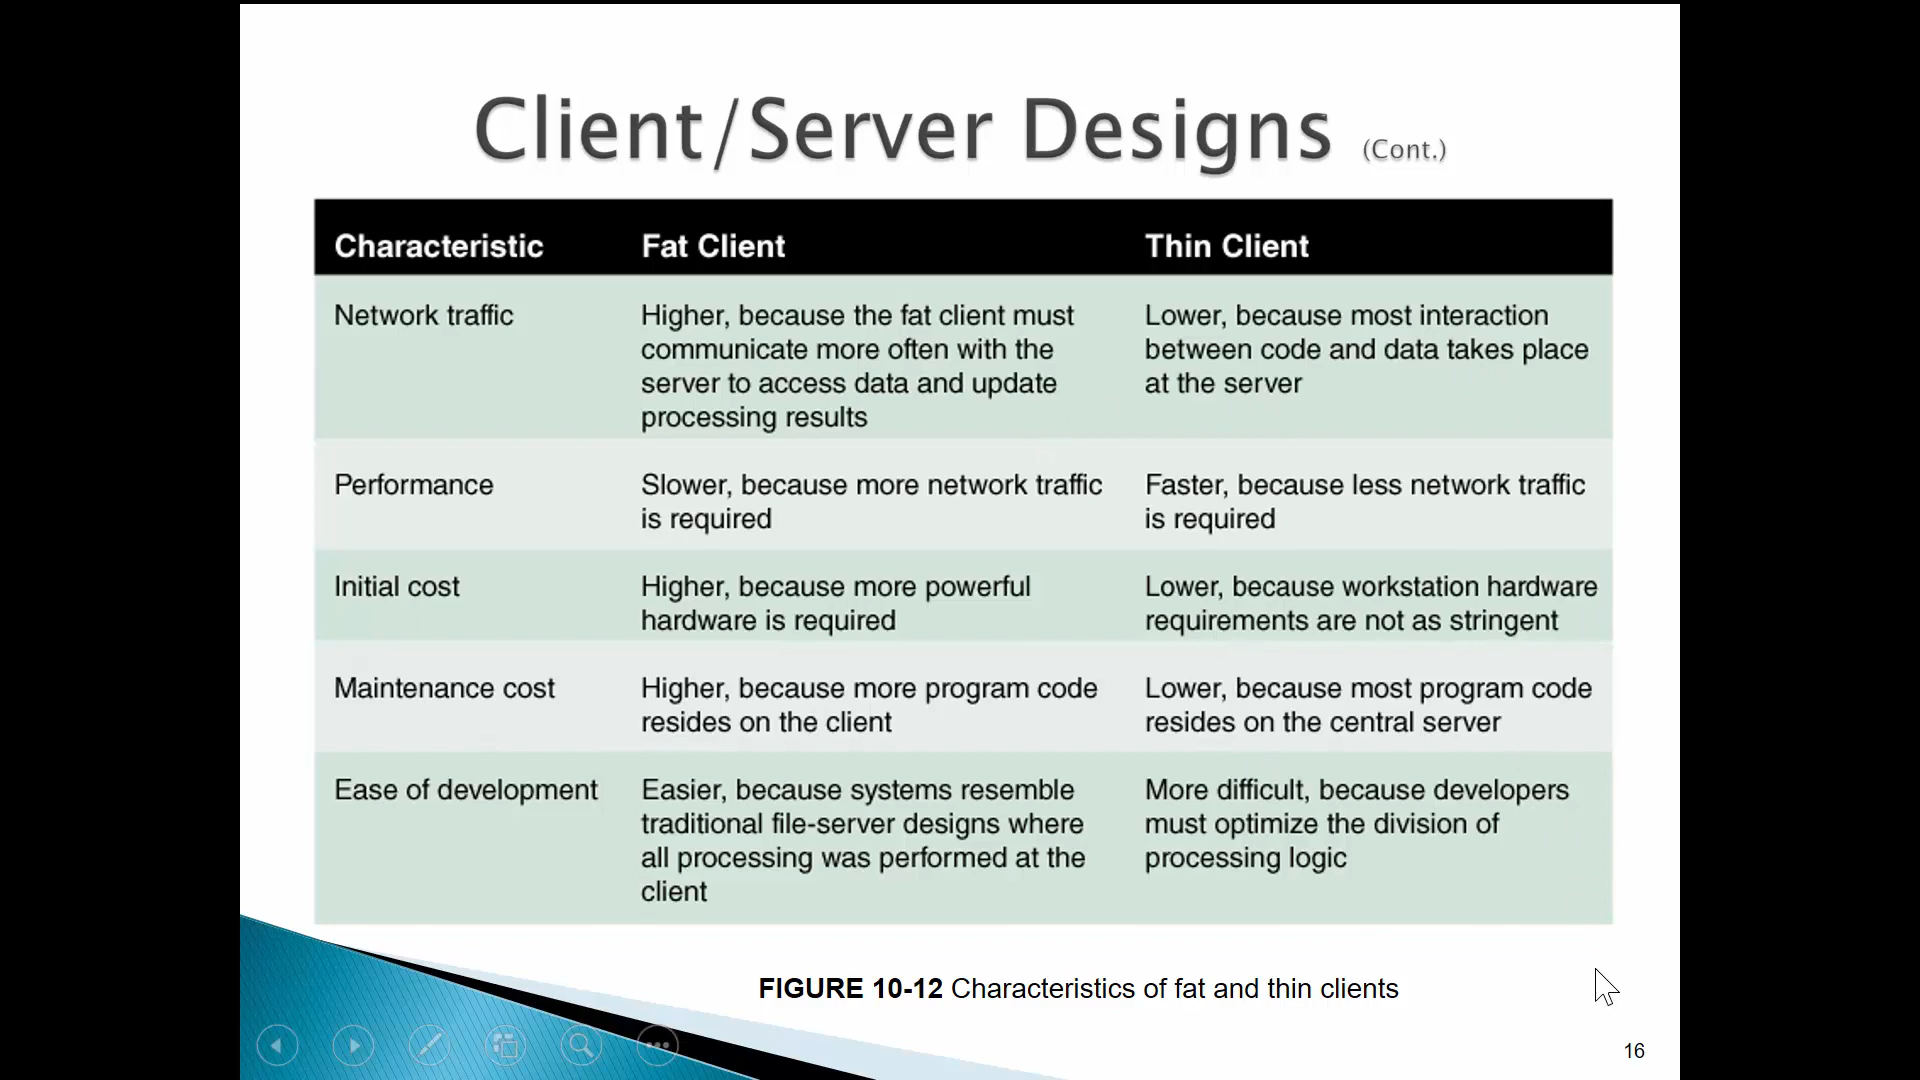 Client/Server Designs (Cont.)
Characteristic Fat Client Thin Client
Network traffic Higher, because the fat client must Lower, because most interaction
communicate more often with the between code and data takes place
server to access data and update at the server
processing results
Performance Slower, because more network traffic Faster, because less network traffic
is required is required
Initial cost Higher, because more powerful Lower, because workstation hardware
hardware is required requirements are not as stringent
Maintenance cost Higher, because more program code Lower, because most program code
resides on the client resides on the central server
Ease of development Easier, because systems resemble More difficult, because developers
traditional file-server designs where must optimize the division of
all processing was performed at the processing logic
client
FIGURE 10-12 Characteristics of fat and thin clients
16